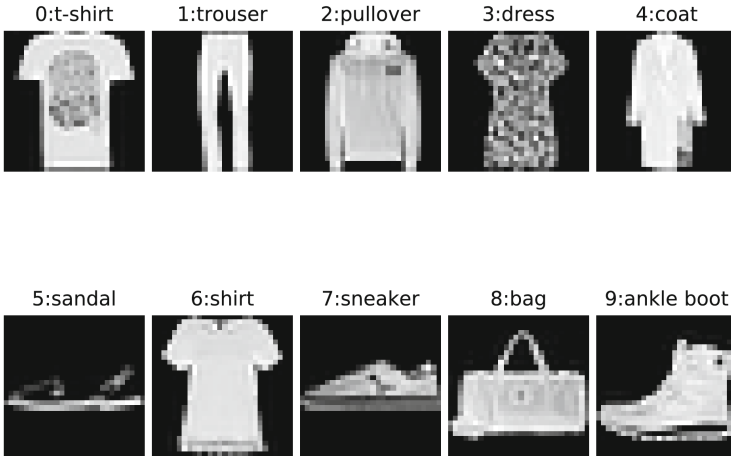 0:t-shirt
1:trouser
2:pullover
3:dress
4:coat
5:sandal
6:shirt
7:sneaker
8:bag
9:ankle boot